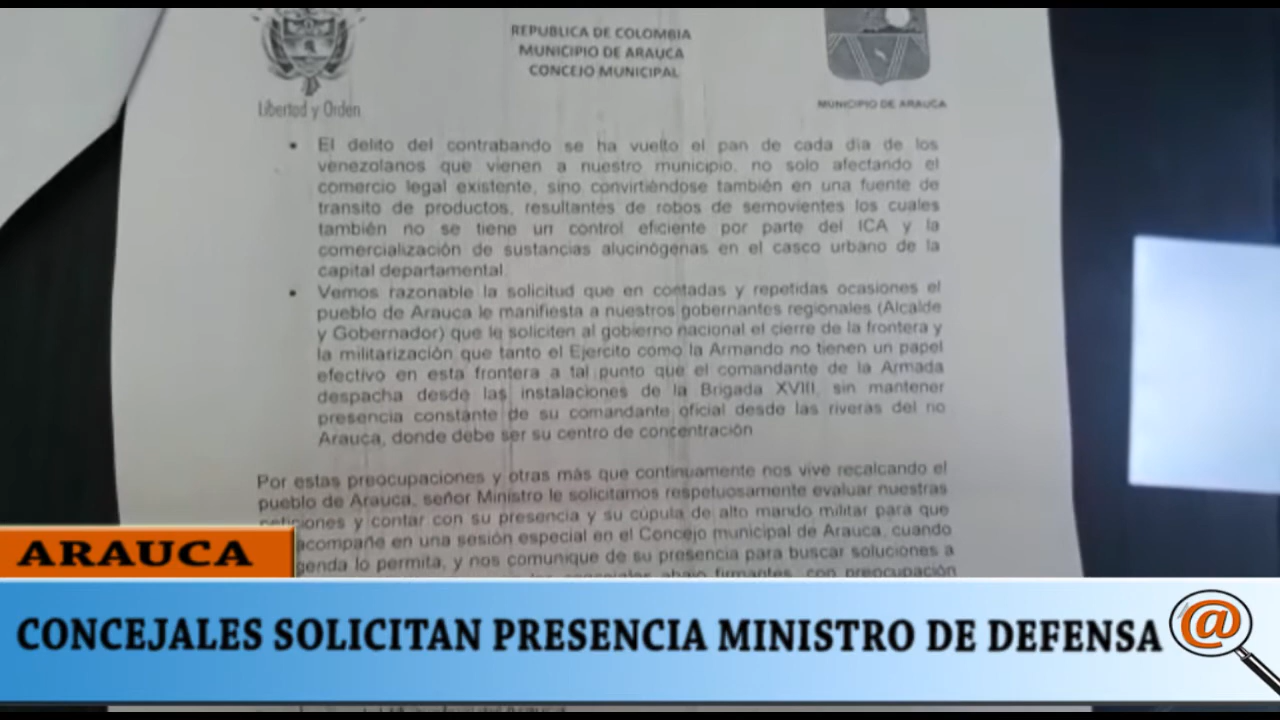 REPUBLICA DE COLOMBIA
MUNICIPIO DE ARAUCA
CONCEJO MUNICIPAL
Libertad y Orden
MUNICIPIO DE ARAUCA
• El delito del contrabando se ha vuelto el pan de cada dia de los
venezolanos que vienen a nuestro municipio, no solo afectando el
comercio legal existente, sino convirtiéndose también en una fuente de
transito de productos, resultantes de robos de semovientes los cuales
también no se tiene un control eficiente por parte del ICA y la
comercialización de sustancias alucinógenas en el casco urbano de la
capital departamental.
• Vemos razonable la solicitud que en contadas y repetidas ocasiones el
pueblo de Arauca le manifiesta a nuestros gobernantes regionales (Alcalde
y Gobernador) que le soliciten al gobierno nacional el cierre de la frontera y
la militarización que tanto el Ejercito como la Armando no tienen un papel
efectivo en esta frontera a tal punto que el comandante de la Armada
despacha desde las instalaciones de la Brigada XVIII, sin mantener
presencia constante de su comandante oficial desde las riveras del rio
Arauca, donde debe ser su centro de concentración
Por estas preocupaciones y otras más que continuamente nos vive recalcando el
pueblo de Arauca, señor Ministro le solicitamos respetuosamente evaluar nuestras
peticiones y contar con su presencia y su cúpula de alto mando militar para que
acompañe en una sesión especial en el Concejo municipal de Arauca, cuando
genda lo permita, y nos comunique de su presencia para buscar soluciones a
abajo firmantes, con preocupación
ARAUCA
CONCEJALES SOLICITAN PRESENCIA MINISTRO DE DEFENSA
@